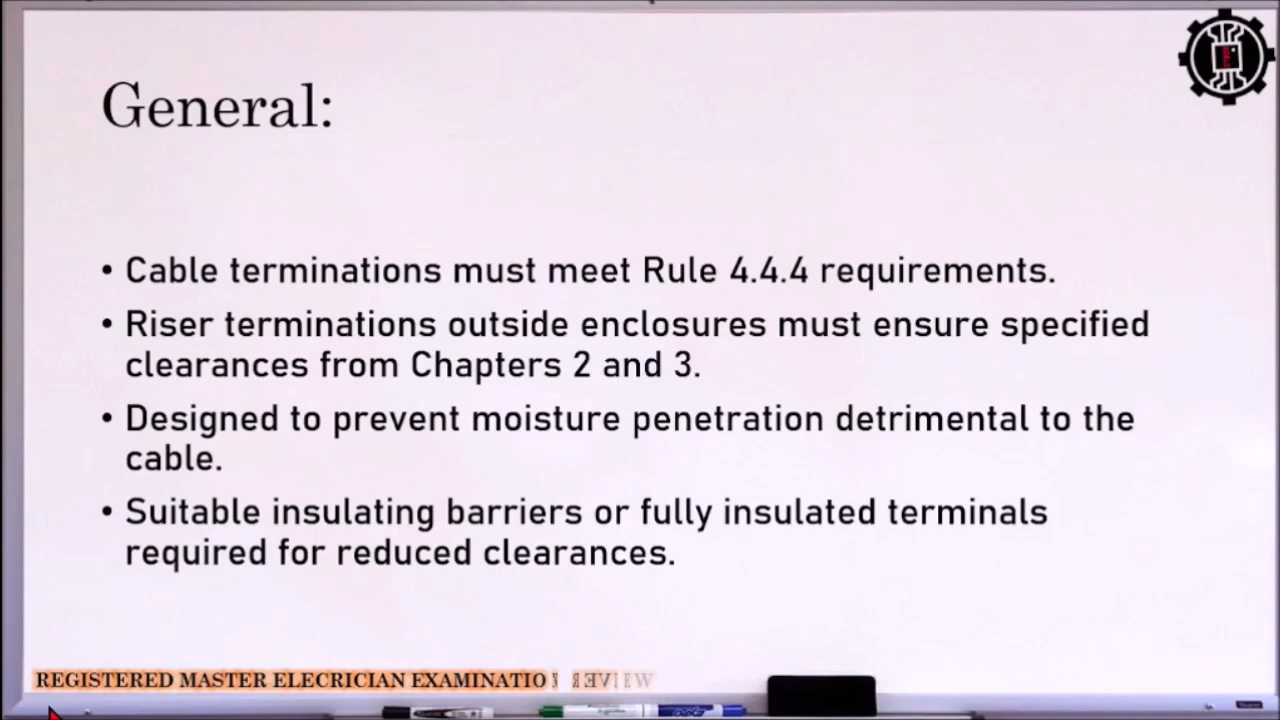 General:
• Cable terminations must meet Rule 4.4.4 requirements.
• Riser terminations outside enclosures must ensure specified
clearances from Chapters 2 and 3.
• Designed to prevent moisture penetration detrimental to the
cable.
• Suitable insulating barriers or fully insulated terminals
required for reduced clearances.
REGISTERED MASTER ELECRICIAN EXAMINATIO